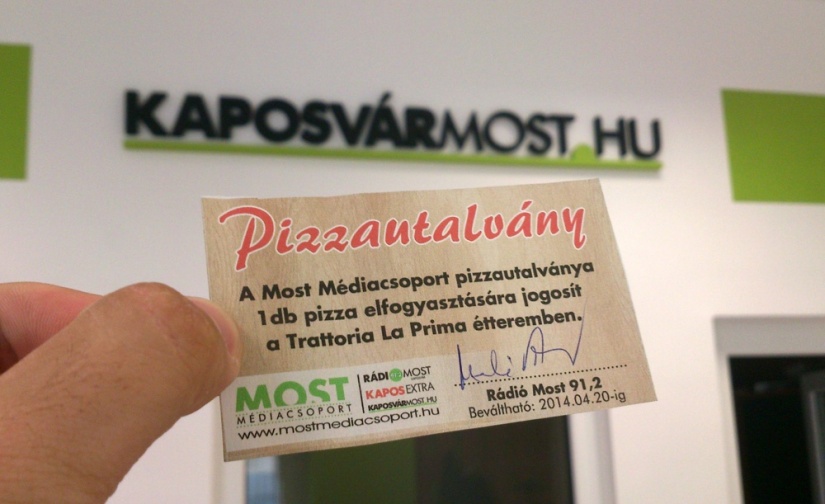 KAPOSVÁRMOST.HU
Pizzautalvány
A Most Médiacsoport pizzautalványa
1db pizza elfogyasztására jogosít
a Trattoria La Prima étteremben.
MOST
MÉDIACSOPORT
www.mostmediacsoport.hu
RÁDIÓ MOST
KAPOS EXTRA
KAPOSVÁRMOST.HU
Rádió Most 91,2
Beváltható: 2014.04.20-ig